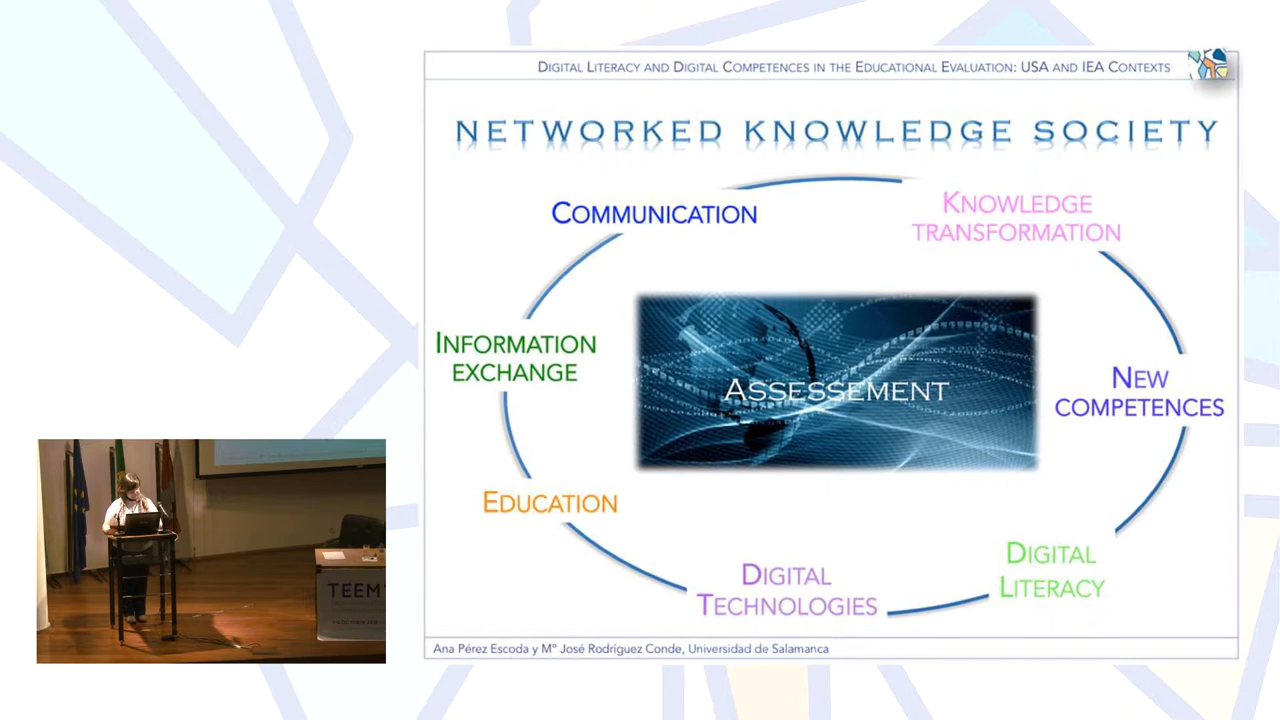 DIGITAL LITERACY AND DIGITAL COMPETENCES IN THE EDUCATIONAL EVALUATION: USA AND IEA CONTEXTS
NETWORKED KNOWLEDGE SOCIETY
COMMUNICATION
KNOWLEDGE
TRANSFORMATION
INFORMATION
EXCHANGE
ASSESSEMENT
NEW
COMPETENCES
EDUCATION
DIGITAL
TECHNOLOGIES
DIGITAL
LITERACY
TEEM
Ana Pérez Escoda y Mº José Rodríguez Conde, Universidad de Salamanca